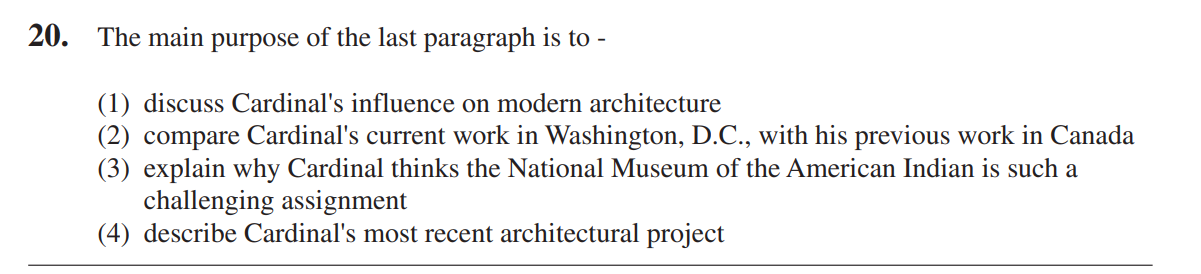 20. The main purpose of the last paragraph is to -
(1) discuss Cardinal's influence on modern architecture
(2) compare Cardinal's current work in Washington, D.C., with his previous work in Canada
(3) explain why Cardinal thinks the National Museum of the American Indian is such a
challenging assignment
(4) describe Cardinal's most recent architectural project